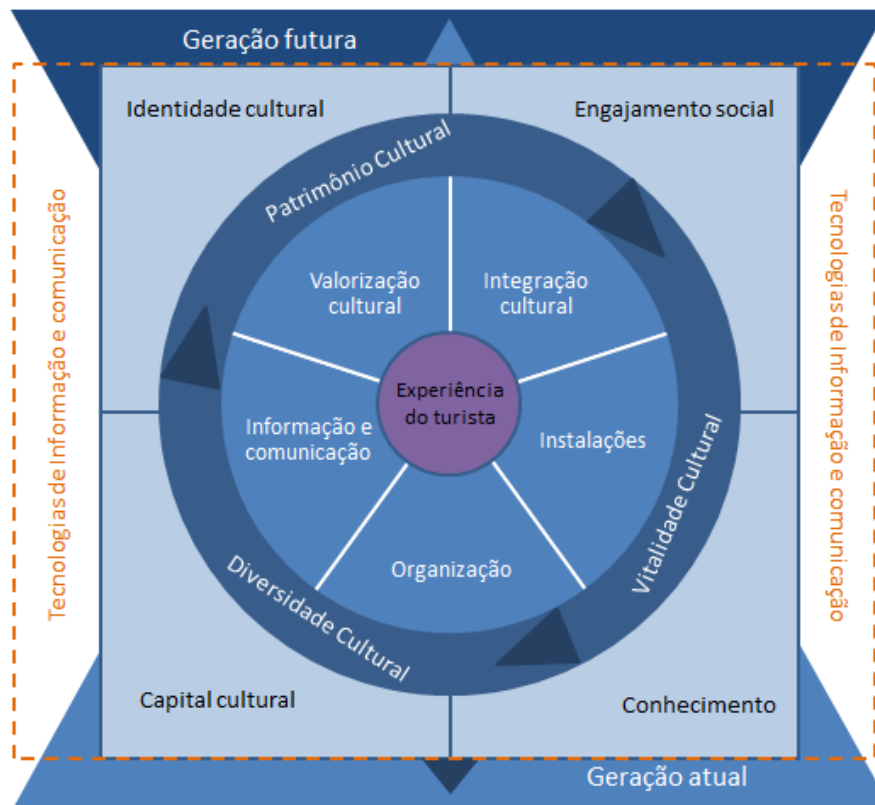 Geração futura
Identidade cultural
Engajamento social
Patrimônio Cultural
Valorização
cultural
Integração
cultural
Tecnologias de Informação e comunicação
Tecnologias de Informação e comunicação
Experiência
do turista
Informação e
comunicação
Instalações
Vitalidade Cultural
Organização
Diversidade Cultural
Capital cultural
Conhecimento
Geração atual